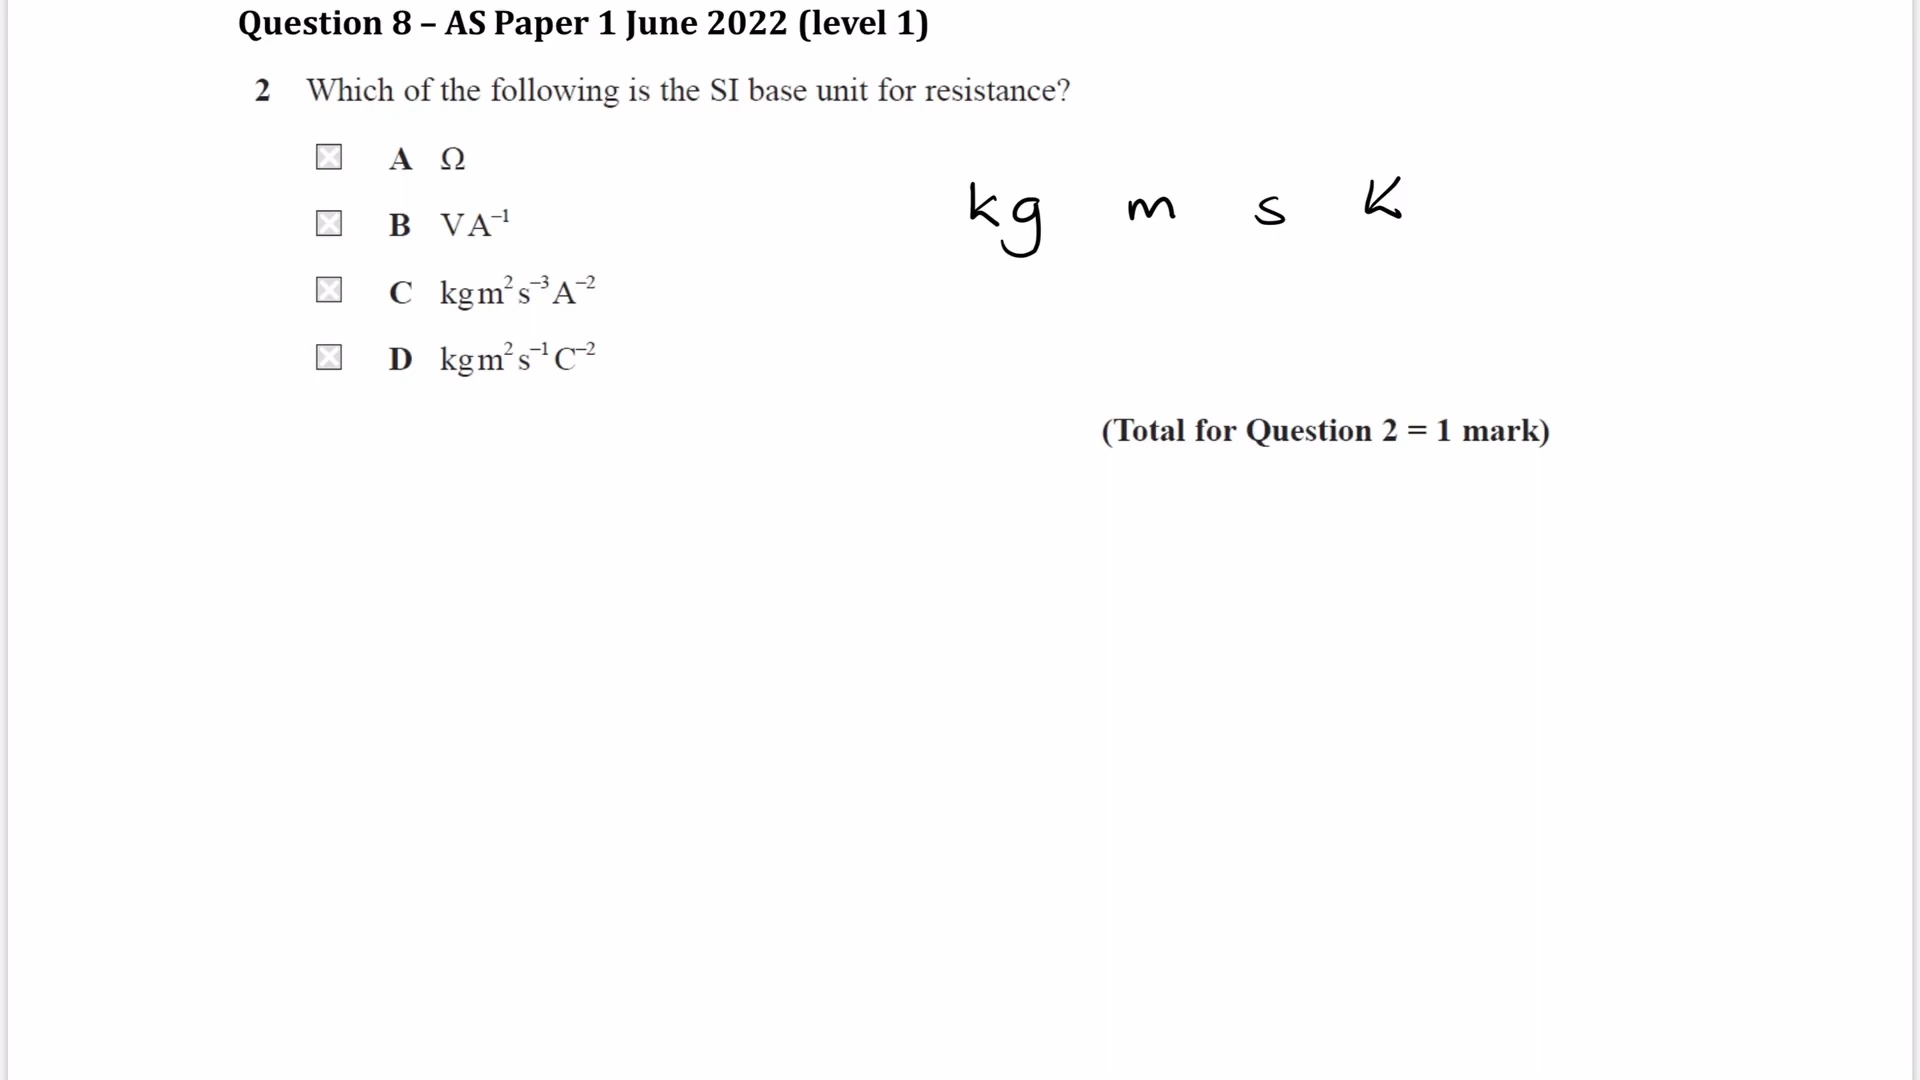 Question 8 – AS Paper 1 June 2022 (level 1)
2 Which of the following is the SI base unit for resistance?
A Ω
B V A⁻¹
kg m s K
C kg m² s⁻³ A⁻²
D kg m² s⁻¹ C⁻²
(Total for Question 2 = 1 mark)